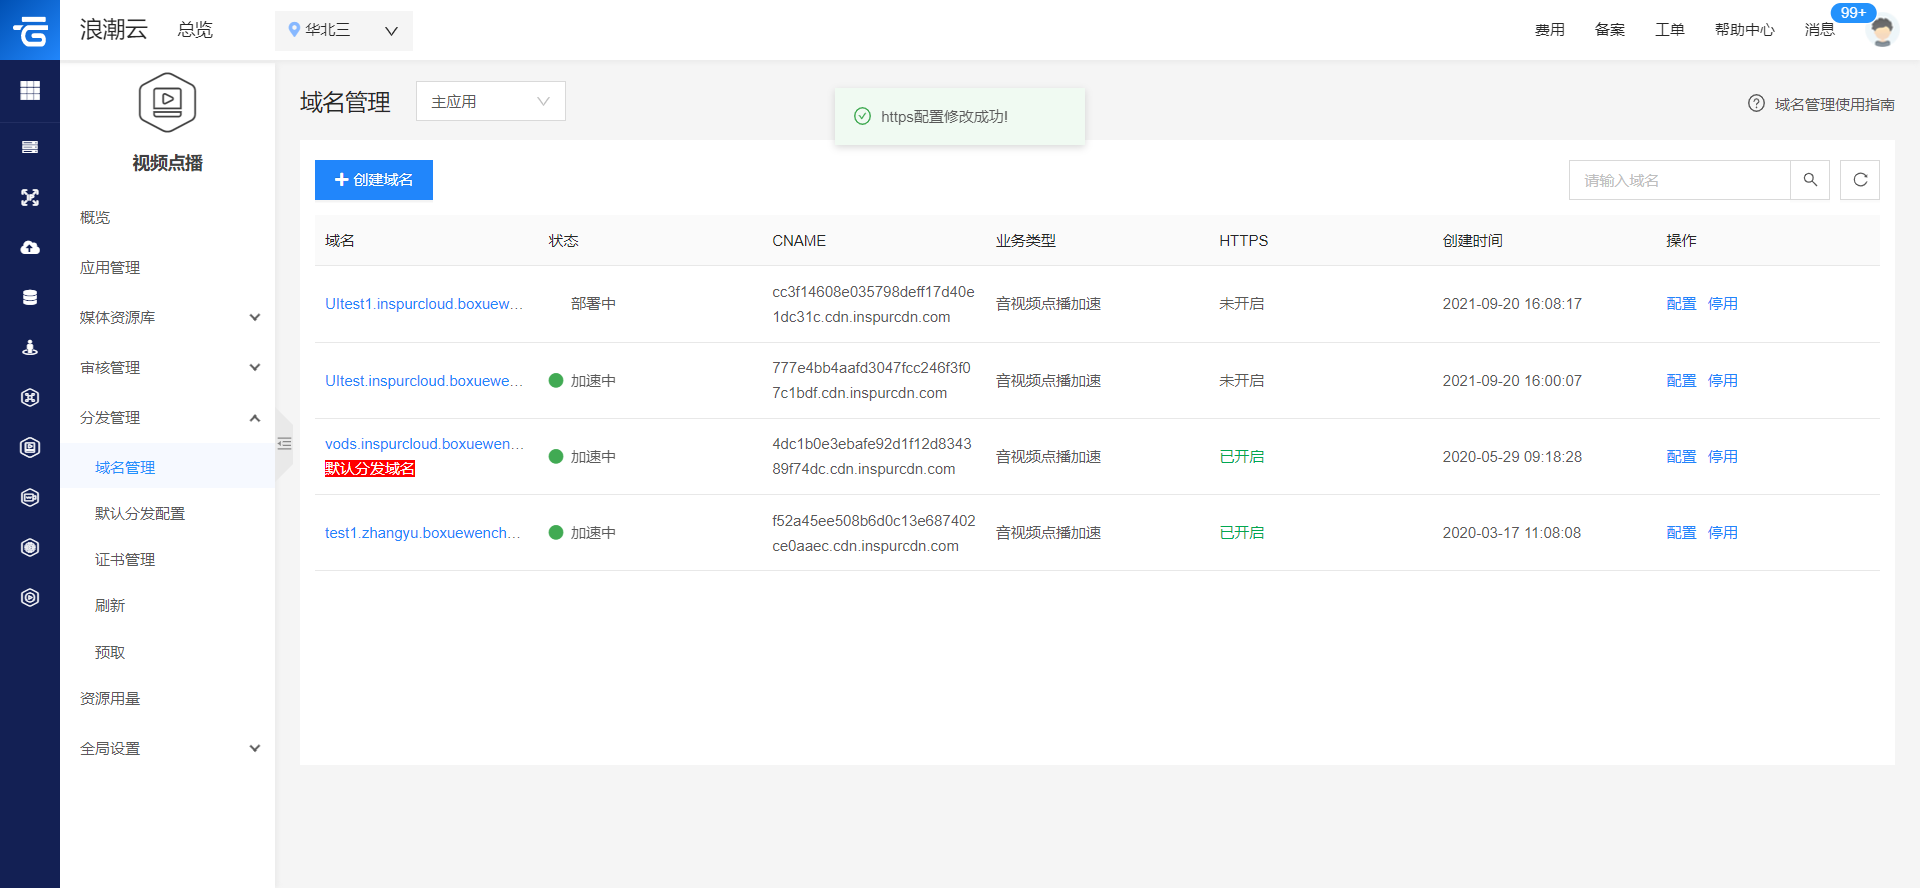 浪潮云
总览
华北三
费用
备案
工单
帮助中心
消息
99+
视频点播
概览
应用管理
媒体资源库
审核管理
分发管理
域名管理
默认分发配置
证书管理
刷新
预取
资源用量
全局设置
域名管理
主应用
https配置修改成功!
域名管理使用指南
创建域名
请输入域名
域名
状态
CNAME
业务类型
HTTPS
创建时间
操作
UItest1.inspurcloud.boxuew...
部署中
cc3f14608e035798deff17d40e
1dc31c.cdn.inspurcdn.com
音视频点播加速
未开启
2021-09-20 16:08:17
配置
停用
UItest.inspurcloud.boxuewe...
加速中
777e4bb4aafd3047fcc246f3f0
7c1bdf.cdn.inspurcdn.com
音视频点播加速
未开启
2021-09-20 16:00:07
配置
停用
vods.inspurcloud.boxuewen...
默认分发域名
加速中
4dc1b0e3ebafe92d1f12d8343
89f74dc.cdn.inspurcdn.com
音视频点播加速
已开启
2020-05-29 09:18:28
配置
停用
test1.zhangyu.boxuewench...
加速中
f52a45ee508b6d0c13e687402
ce0aaec.cdn.inspurcdn.com
音视频点播加速
已开启
2020-03-17 11:08:08
配置
停用